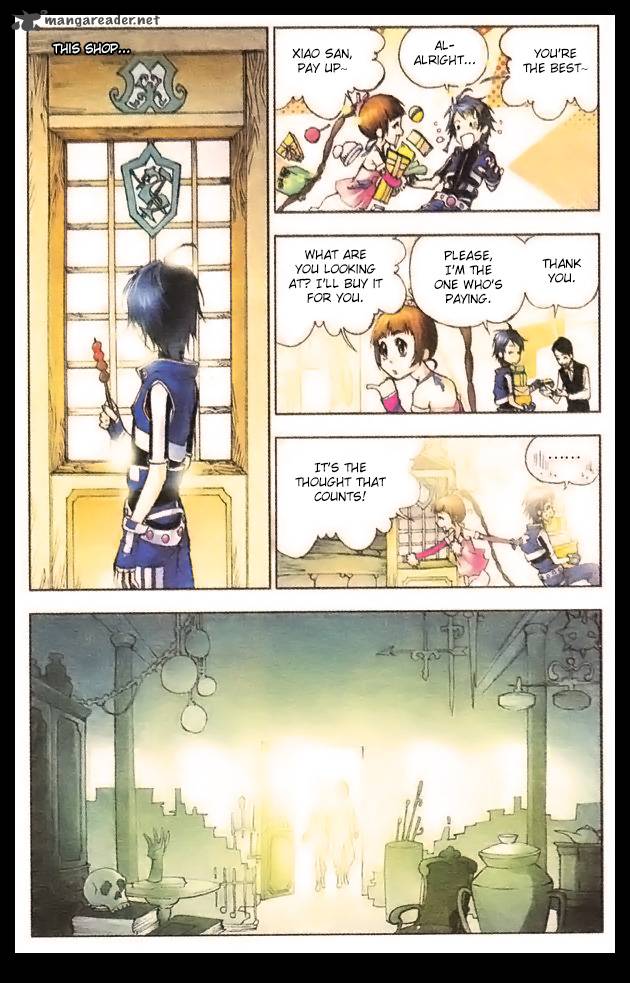 mangareader.net
THIS SHOP...
XIAO SAN,
PAY UP~
AL-
ALRIGHT...
YOU'RE
THE BEST~
WHAT ARE
YOU LOOKING
AT? I'LL BUY IT
FOR YOU.
PLEASE,
I'M THE
ONE WHO'S
PAYING.
THANK
YOU.
IT'S THE
THOUGHT THAT
COUNTS!
......